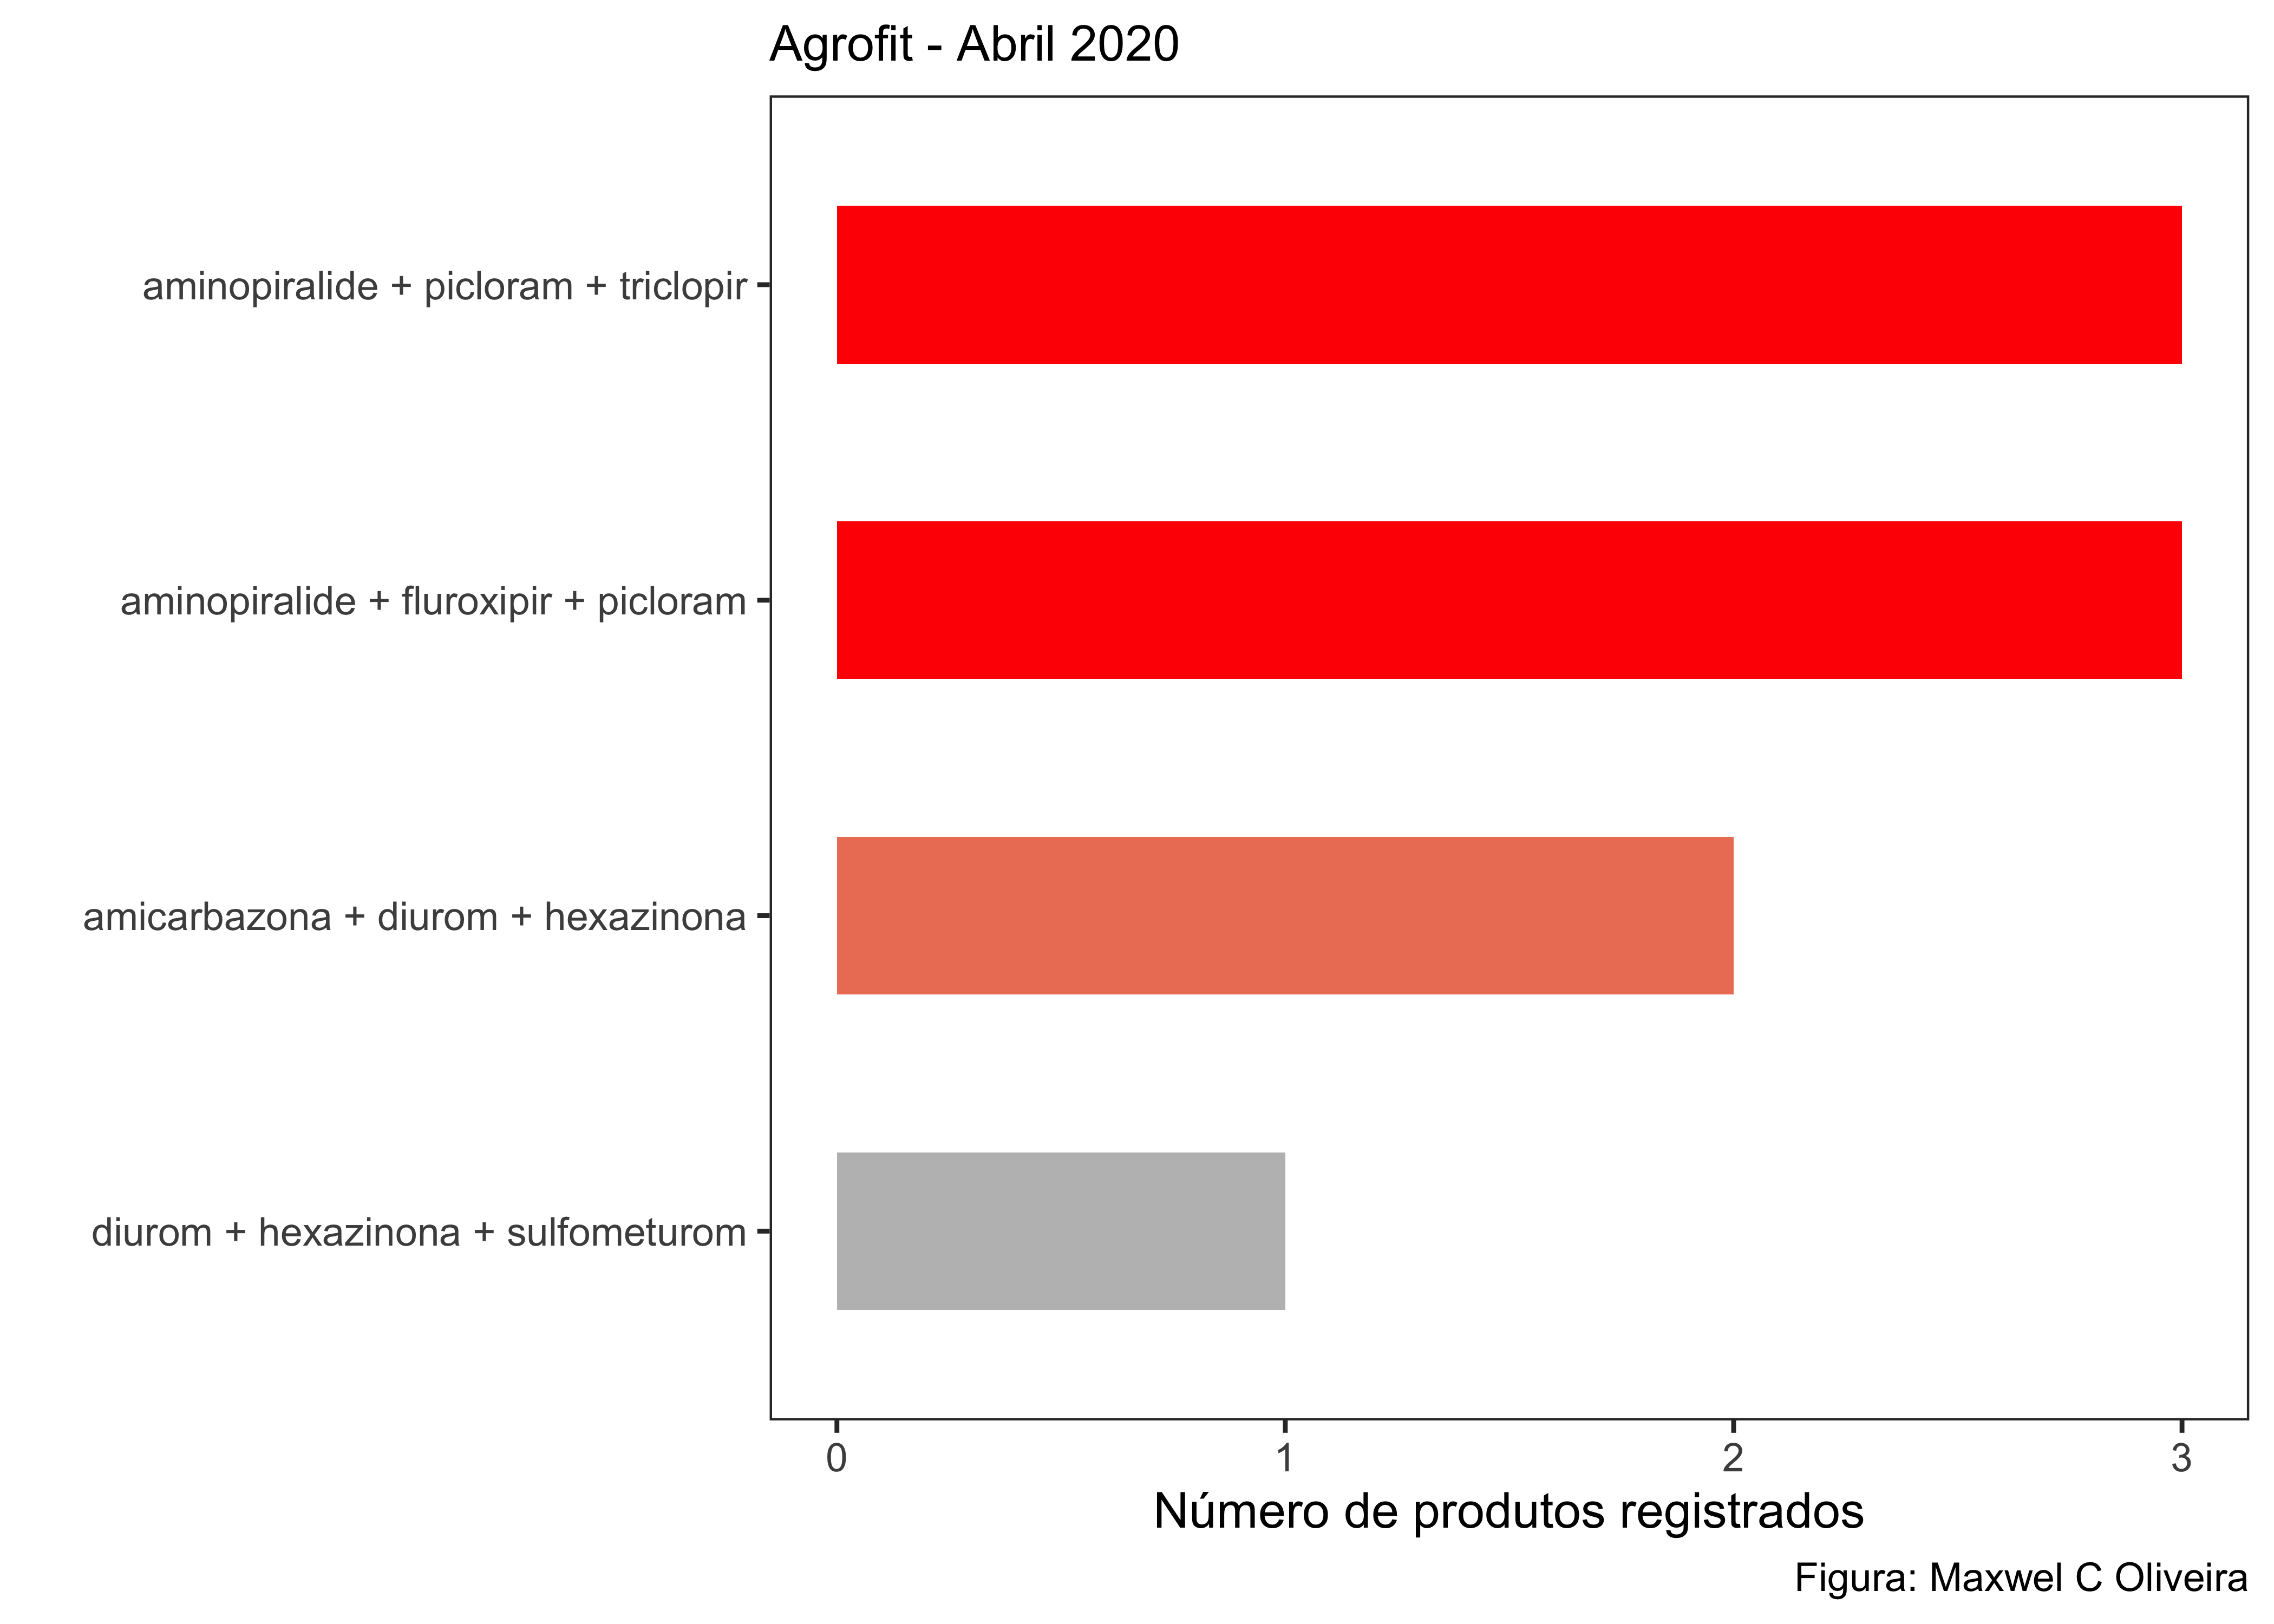 Agrofit - Abril 2020
aminopiralide + picloram + triclopir
aminopiralide + fluroxipir + picloram
amicarbazona + diurom + hexazinona
diurom + hexazinona + sulfometurom
0 1 2 3
Número de produtos registrados
Figura: Maxwel C Oliveira